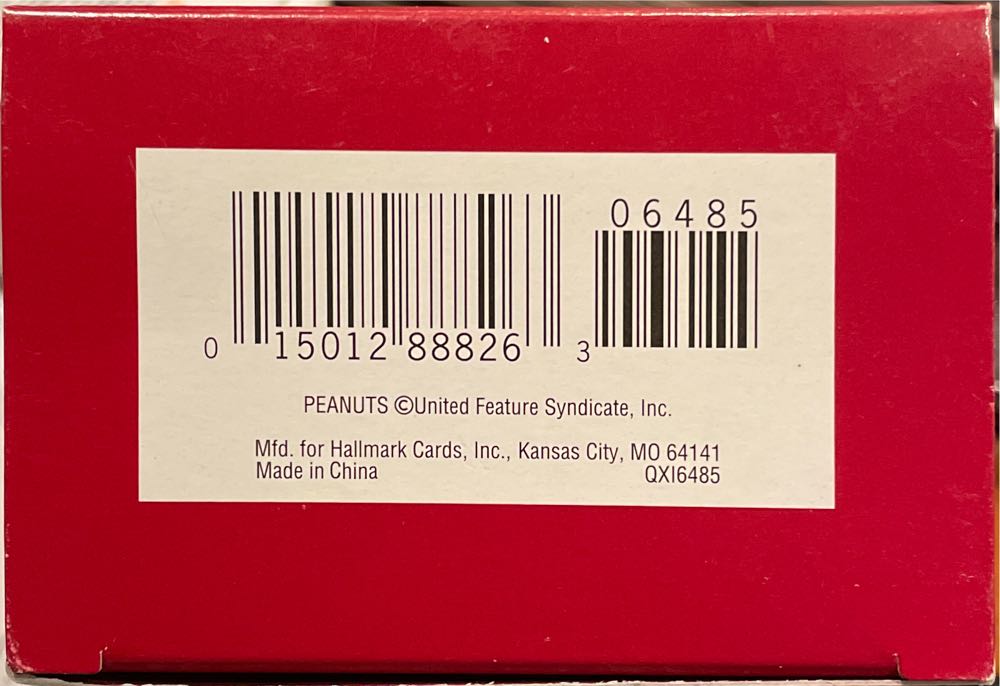 06485
0 15012 88826 3
PEANUTS ©United Feature Syndicate, Inc.
Mfd. for Hallmark Cards, Inc., Kansas City, MO 64141
Made in China QXI6485